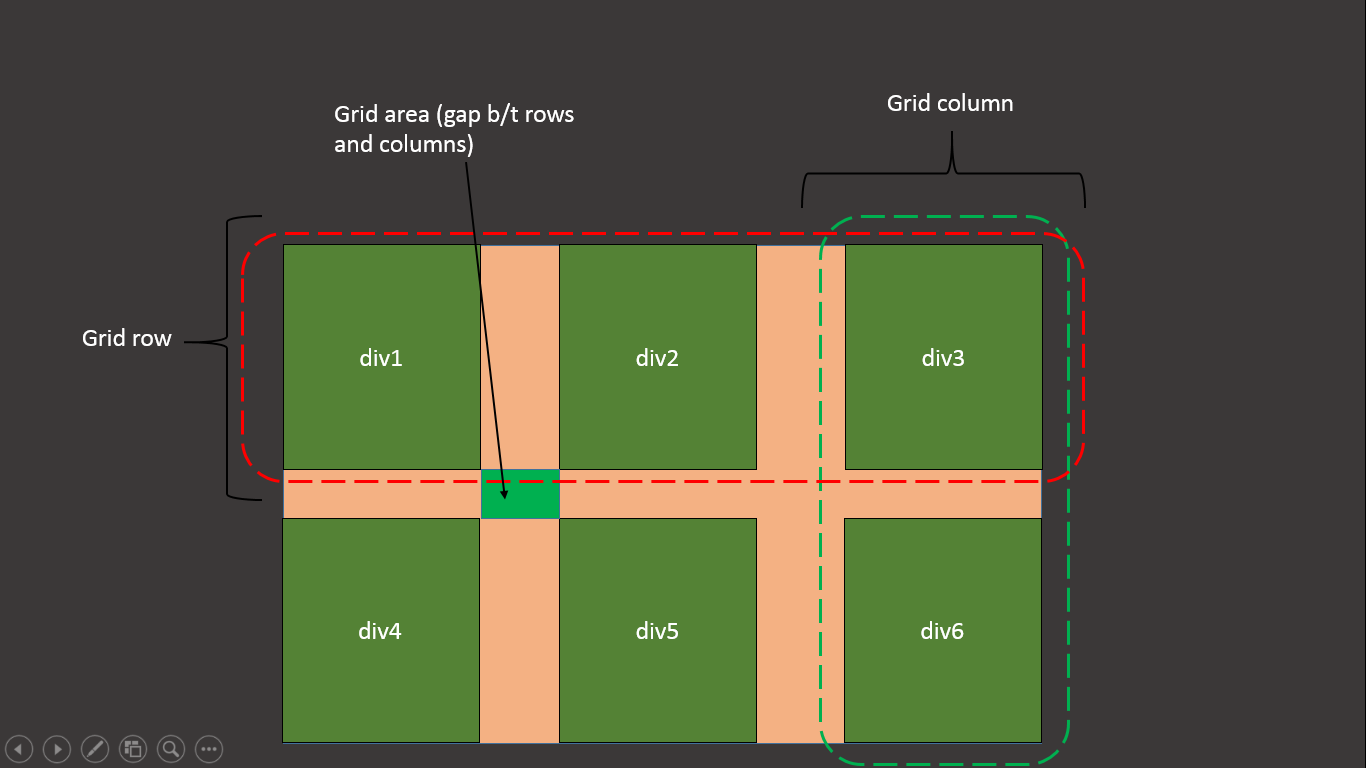 Grid column
Grid area (gap b/t rows
and columns)
Grid row
div1
div2
div3
div4
div5
div6